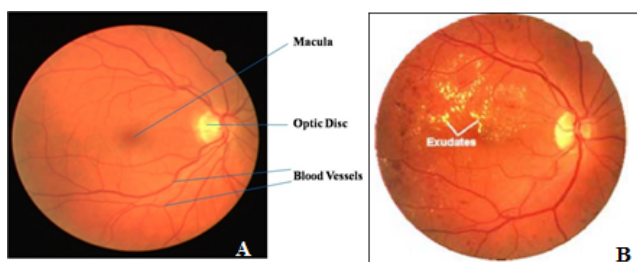 Macula
Optic Disc
Blood Vessels
A
Exudates
B